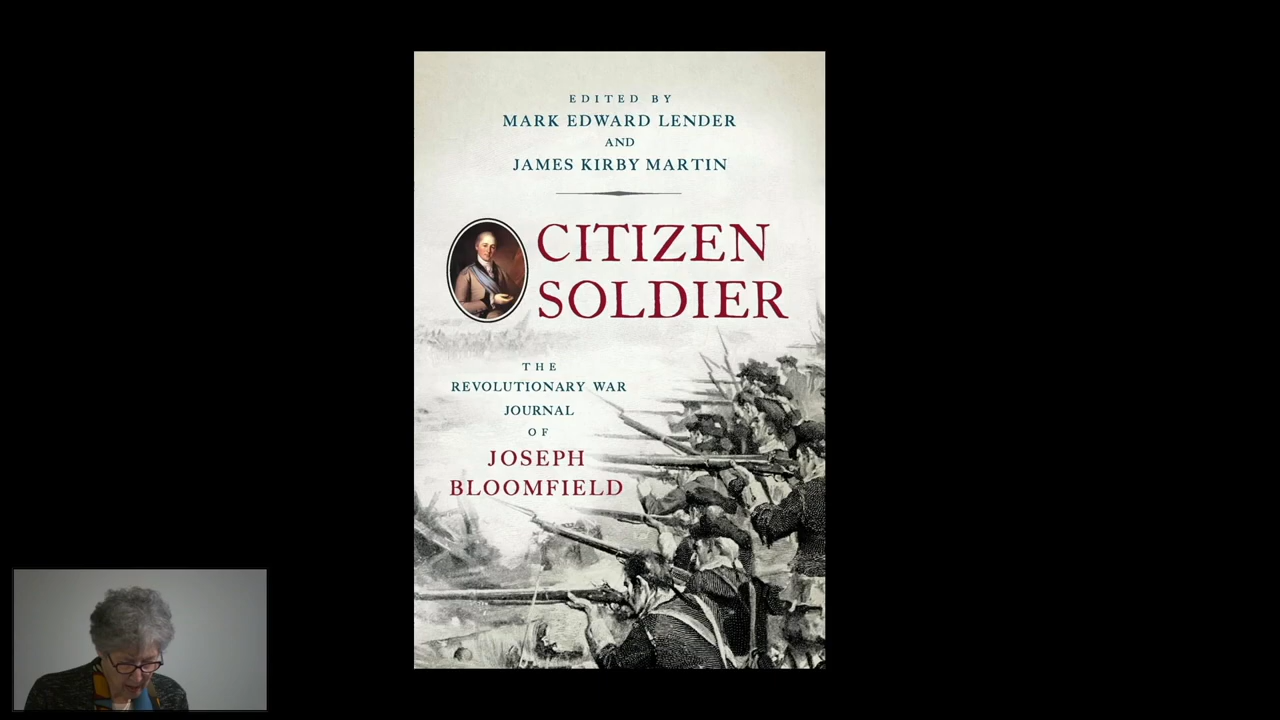 EDITED BY
MARK EDWARD LENDER
AND
JAMES KIRBY MARTIN
CITIZEN
SOLDIER
THE
REVOLUTIONARY WAR
JOURNAL
OF
JOSEPH
BLOOMFIELD